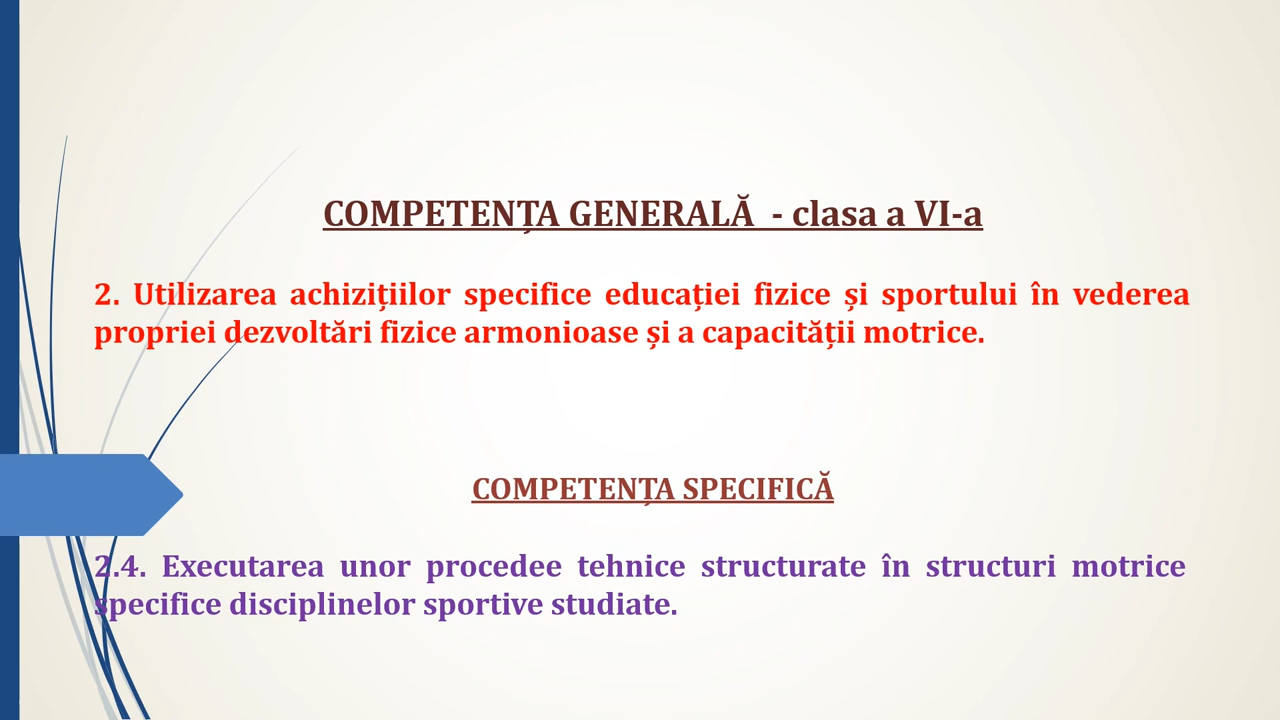 COMPETENȚA GENERALĂ - clasa a VI-a
2. Utilizarea achizițiilor specifice educației fizice și sportului în vederea
propriei dezvoltări fizice armonioase și a capacității motrice.
COMPETENȚA SPECIFICĂ
2.4. Executarea unor procedee tehnice structurate în structuri motrice
specifice disciplinelor sportive studiate.